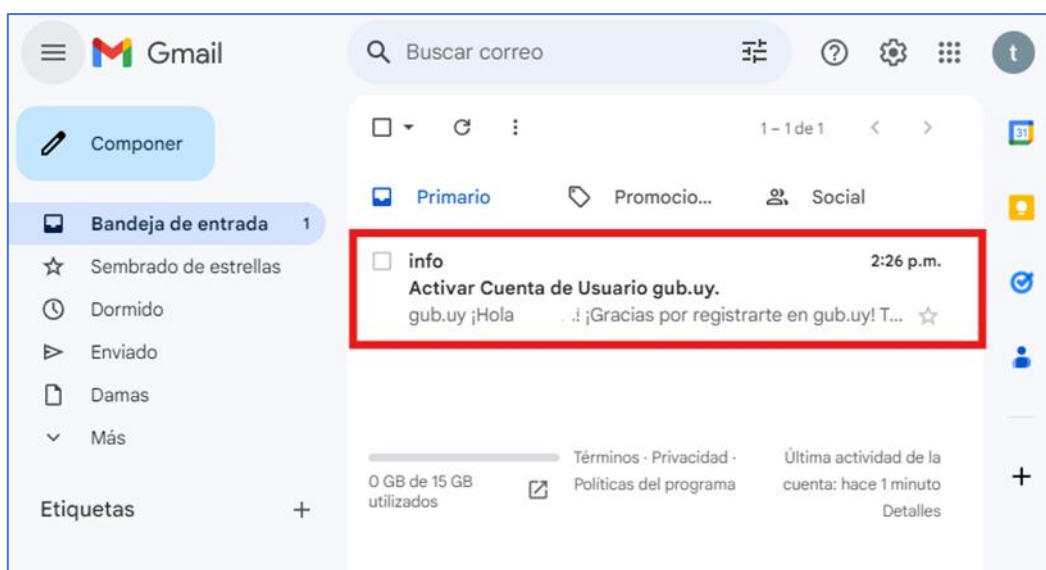 Gmail
Buscar correo
t
Componer
1 – 1 de 1
31
Primario
Promocio...
Social
Bandeja de entrada 1
Sembrado de estrellas
Dormido
Enviado
Damas
Más
Etiquetas
info 2:26 p.m.
Activar Cuenta de Usuario gub.uy.
gub.uy ¡Hola . .! ¡Gracias por registrarte en gub.uy! T...
0 GB de 15 GB
utilizados
Términos · Privacidad ·
Políticas del programa
Última actividad de la
cuenta: hace 1 minuto
Detalles